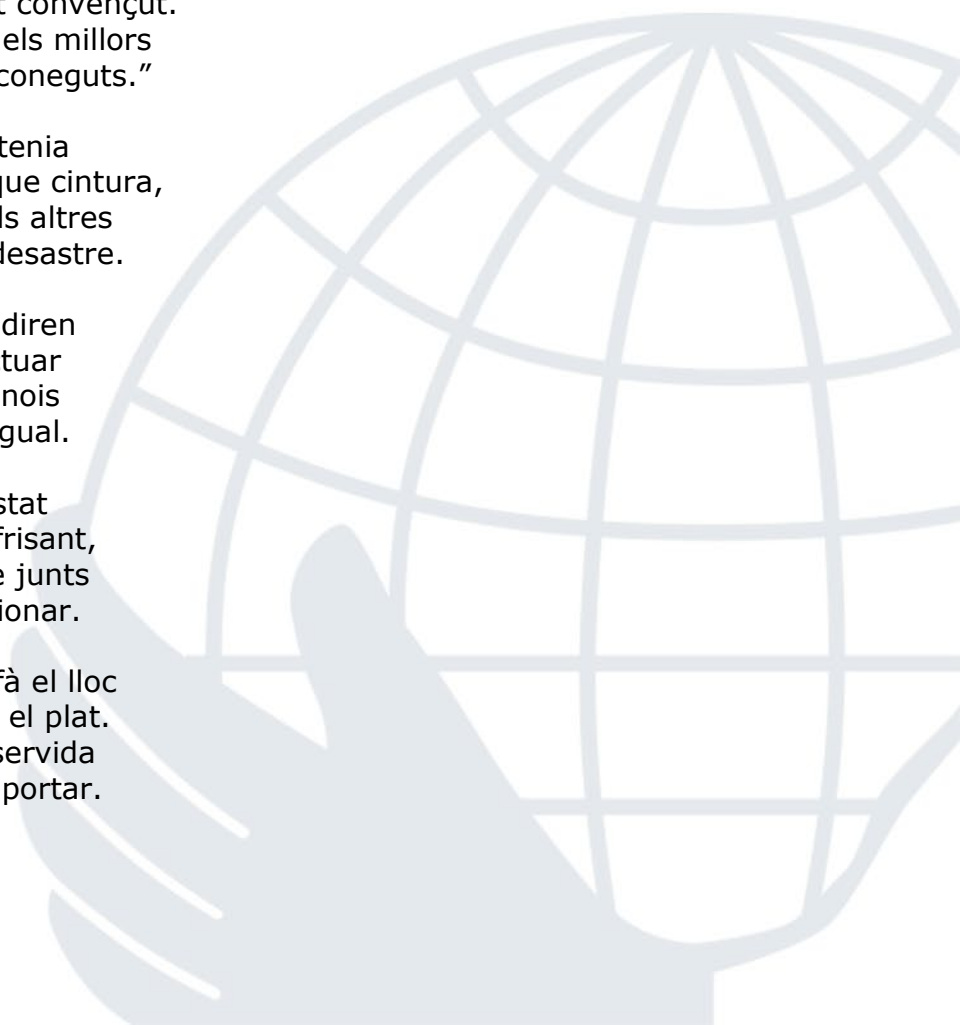 convençut.
els millors
coneguts.”
tenia
que cintura,
ls altres
desastre.
diren
tuar
nois
gual.
stat
frisant,
e junts
ionar.
fà el lloc
el plat.
servida
portar.